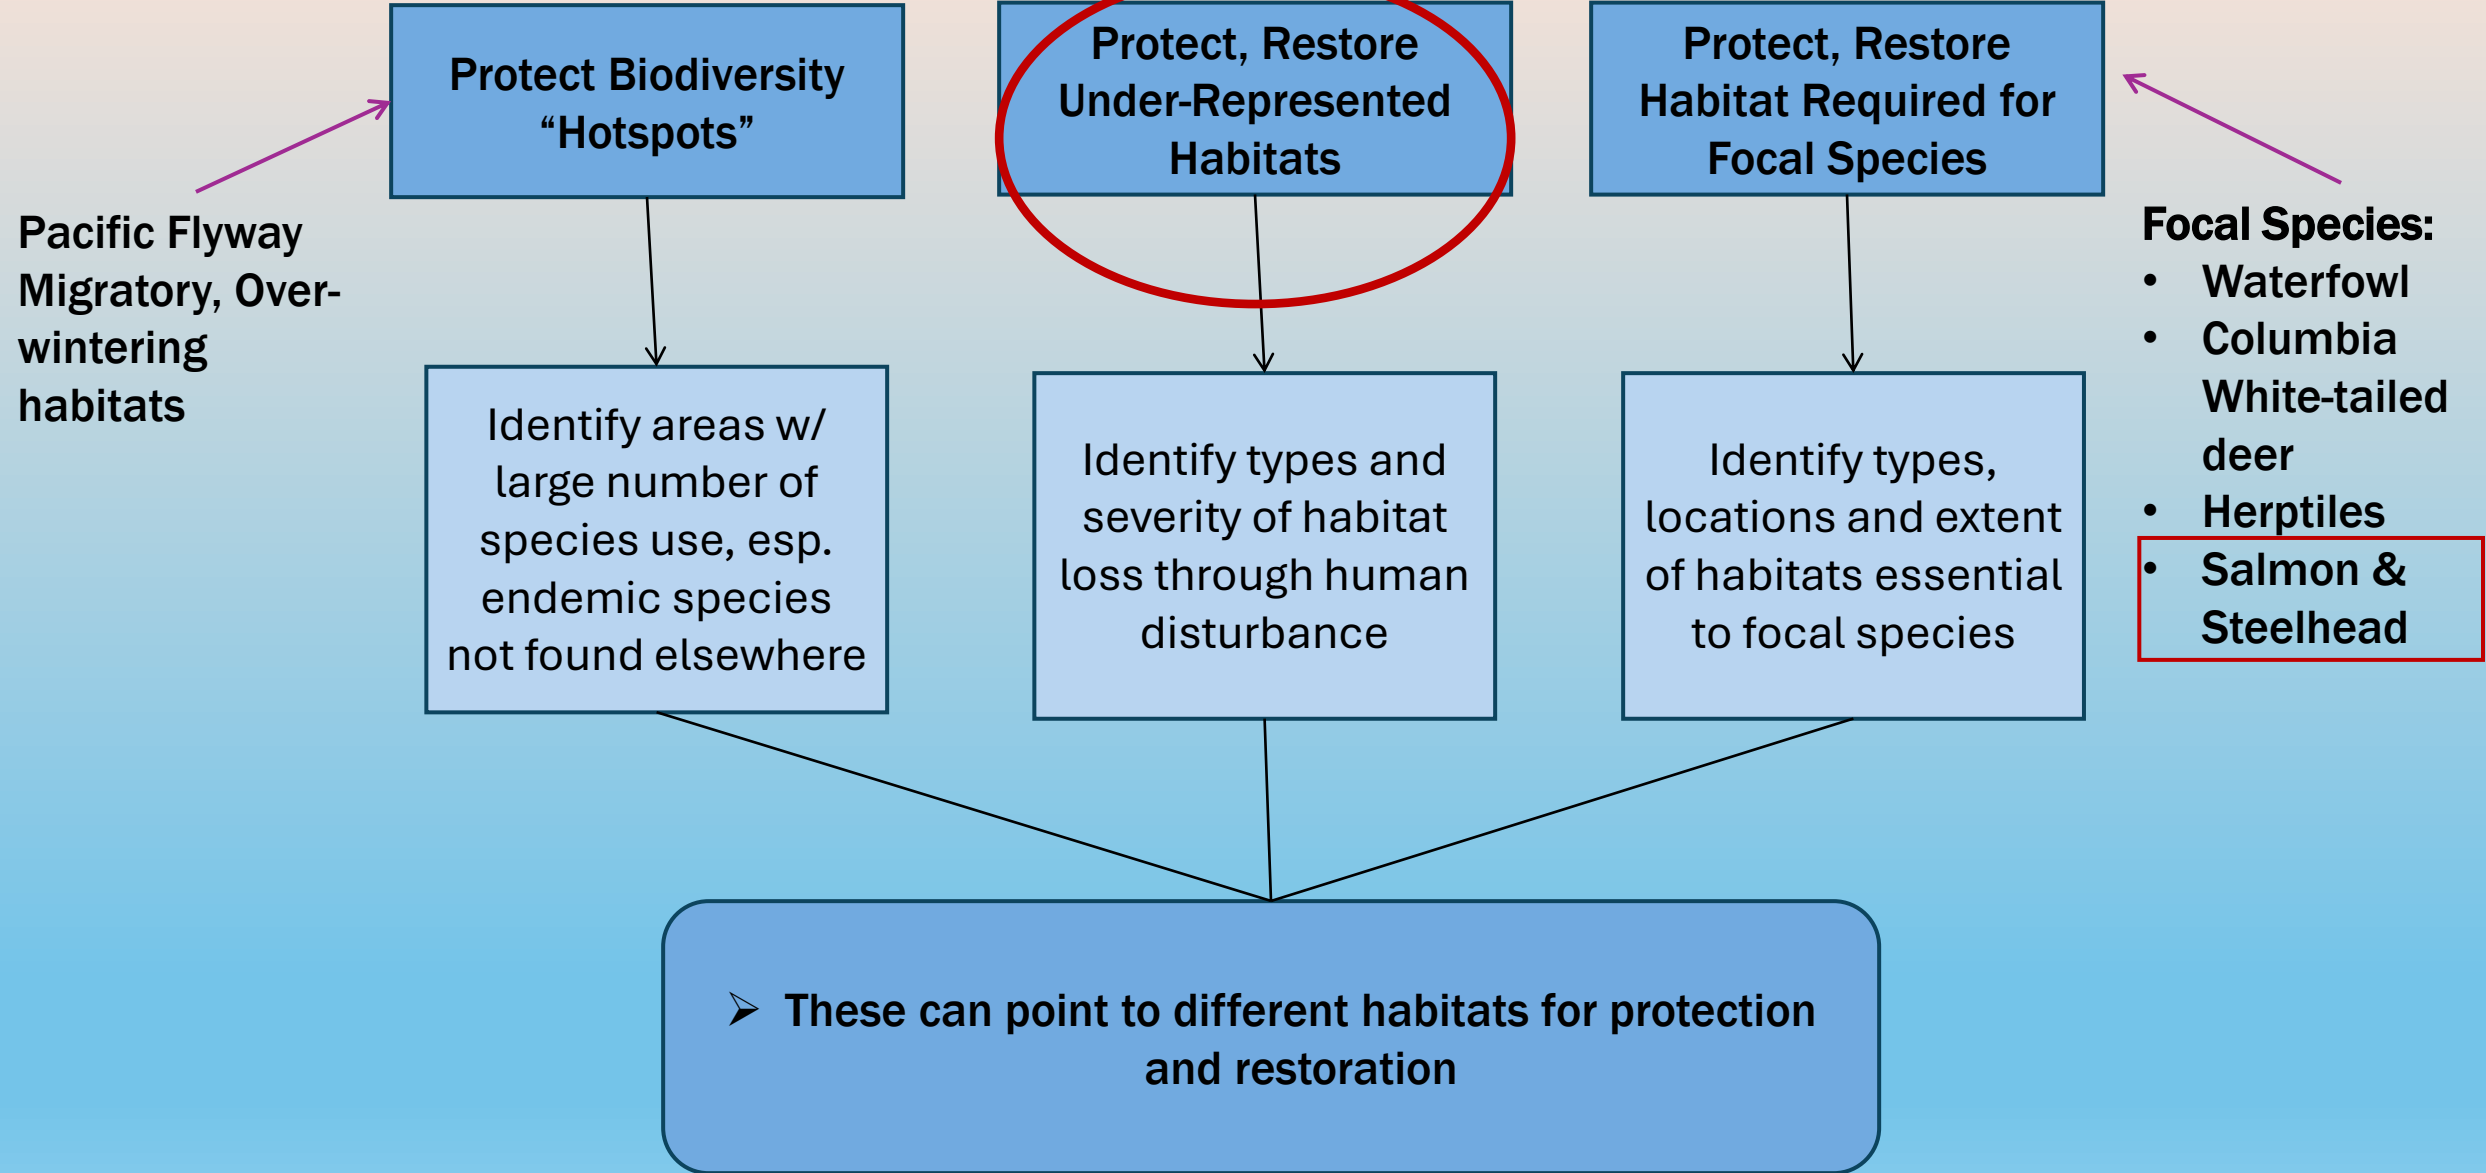 Protect Biodiversity
“Hotspots”
Protect, Restore
Under-Represented
Habitats
Protect, Restore
Habitat Required for
Focal Species
Pacific Flyway
Migratory, Over-
wintering
habitats
Focal Species:
• Waterfowl
• Columbia
White-tailed
deer
• Herptiles
• Salmon &
Steelhead
Identify areas w/
large number of
species use, esp.
endemic species
not found elsewhere
Identify types and
severity of habitat
loss through human
disturbance
Identify types,
locations and extent
of habitats essential
to focal species
➢ These can point to different habitats for protection
and restoration